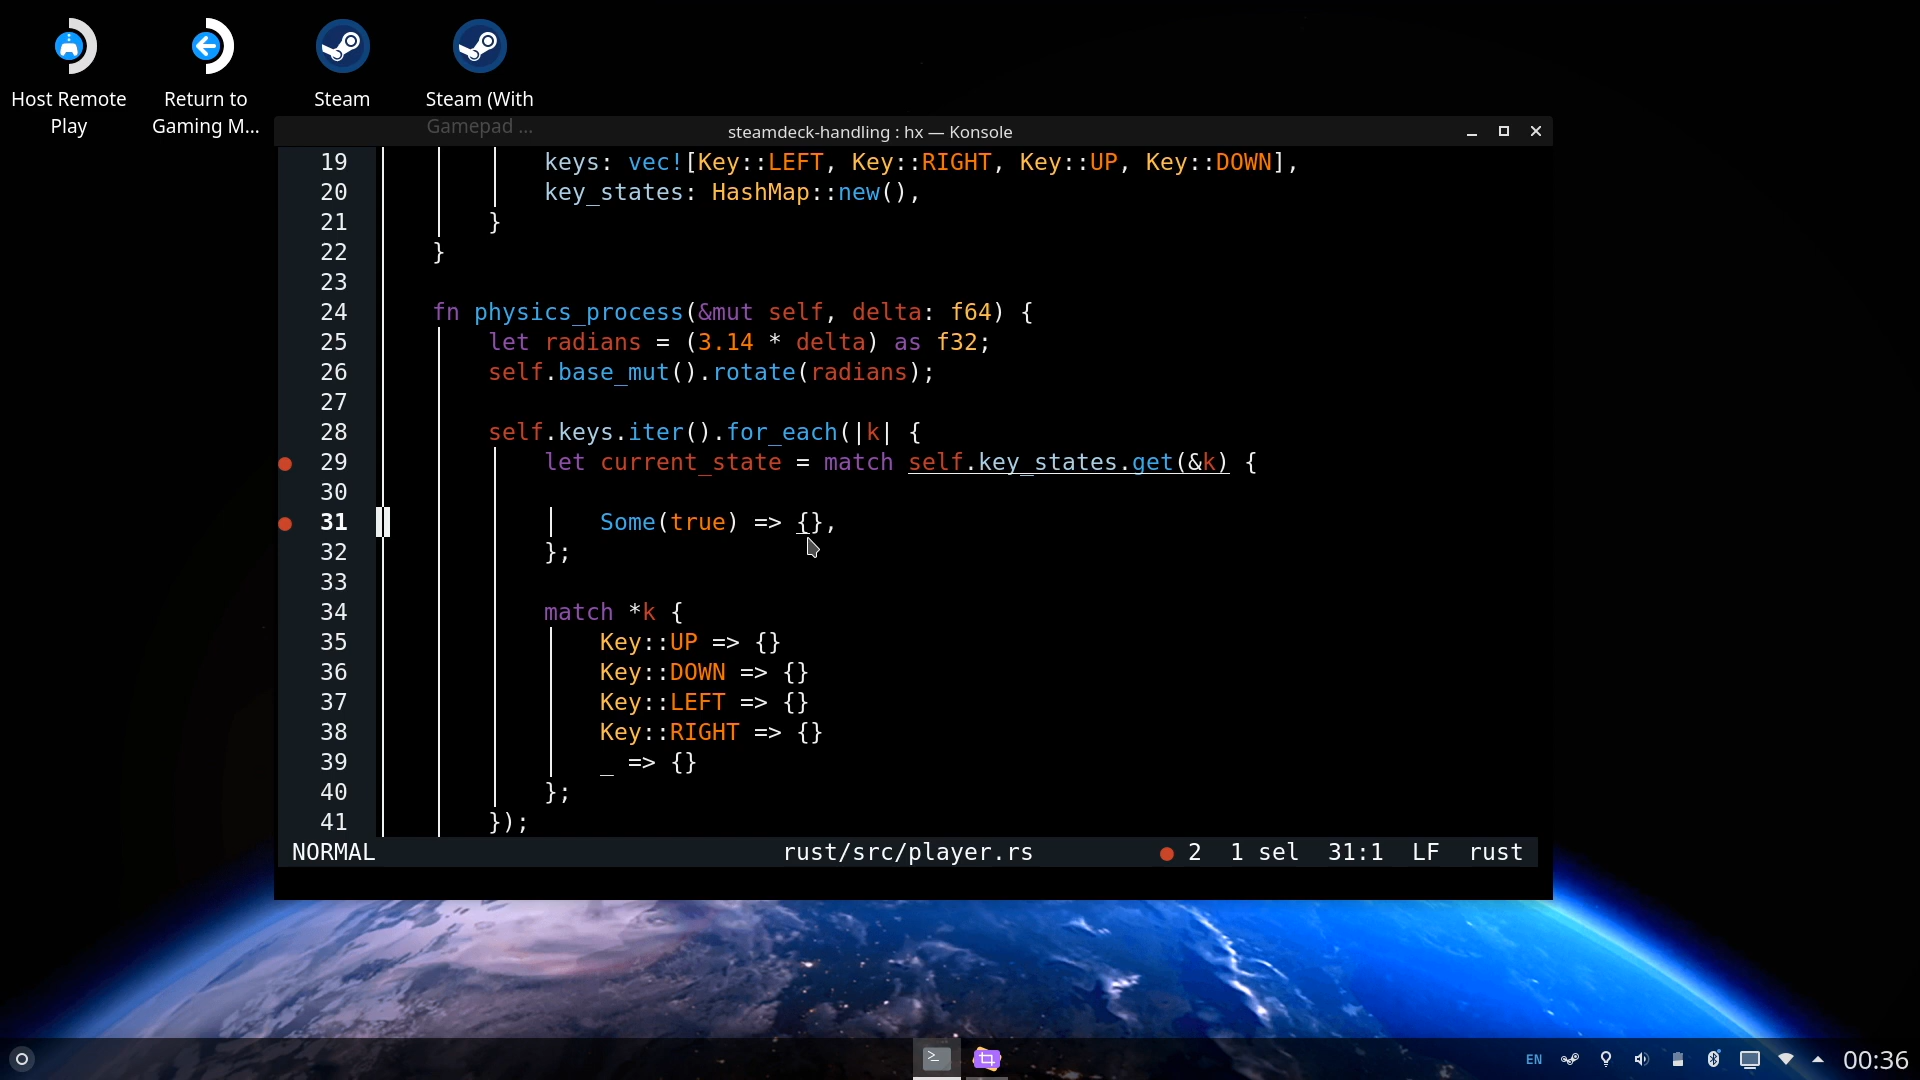 Host Remote Play
Return to Gaming M...
Steam
Steam (With Gamepad ...
steamdeck-handling : hx — Konsole
19 keys: vec![Key::LEFT, Key::RIGHT, Key::UP, Key::DOWN],
20 key_states: HashMap::new(),
21 }
22 }
23
24 fn physics_process(&mut self, delta: f64) {
25 let radians = (3.14 * delta) as f32;
26 self.base_mut().rotate(radians);
27
28 self.keys.iter().for_each(|k| {
29 let current_state = match self.key_states.get(&k) {
30
31 Some(true) => {},
32 };
33
34 match *k {
35 Key::UP => {}
36 Key::DOWN => {}
37 Key::LEFT => {}
38 Key::RIGHT => {}
39 _ => {}
40 };
41 });
NORMAL rust/src/player.rs 2 1 sel 31:1 LF rust
EN 00:36